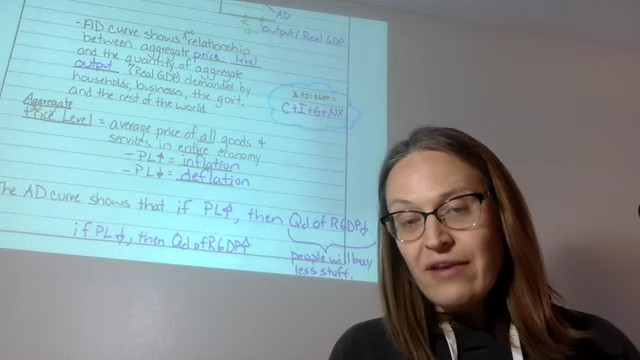 AD
output/Real GDP
- AD curve shows the relationship
between aggregate price level
and the quantity of aggregate
output (Real GDP) demanded by
households, businesses, the gov't,
and the rest of the world.
C+I+G+NX
Aggregate
Price Level = average price of all goods +
services in entire economy
- PL↑ = inflation
- PL↓ = deflation
The AD curve shows that if PL↑, then Qd of RGDP↓
if PL↓, then Qd of RGDP↑
people will buy
less stuff.